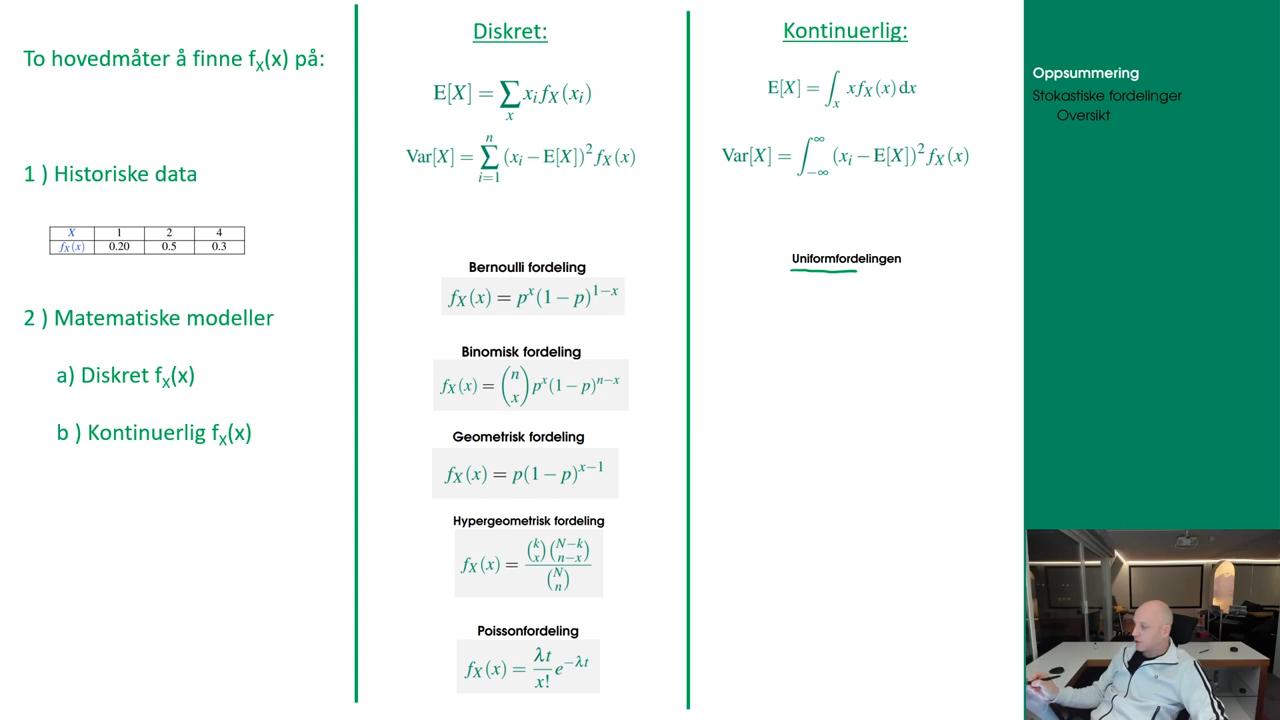 To hovedmåter å finne fX(x) på:
1 ) Historiske data
X 1 2 4
fX(x) 0.20 0.5 0.3
2 ) Matematiske modeller
a) Diskret fX(x)
b ) Kontinuerlig fX(x)
Diskret:
E[X] = ∑x xi fX(xi)
Var[X] = ∑i=1n (xi − E[X])² fX(x)
Bernoulli fordeling
fX(x) = p^x(1 − p)^1−x
Binomisk fordeling
fX(x) = (n x) p^x(1 − p)^n−x
Geometrisk fordeling
fX(x) = p(1 − p)^x−1
Hypergeometrisk fordeling
fX(x) = (k x)(N−k n−x) / (N n)
Poissonfordeling
fX(x) = λt / x! e^−λt
Kontinuerlig:
E[X] = ∫x x fX(x) dx
Var[X] = ∫−∞∞ (xi − E[X])² fX(x)
Uniformfordelingen
Oppsummering
Stokastiske fordelinger
Oversikt